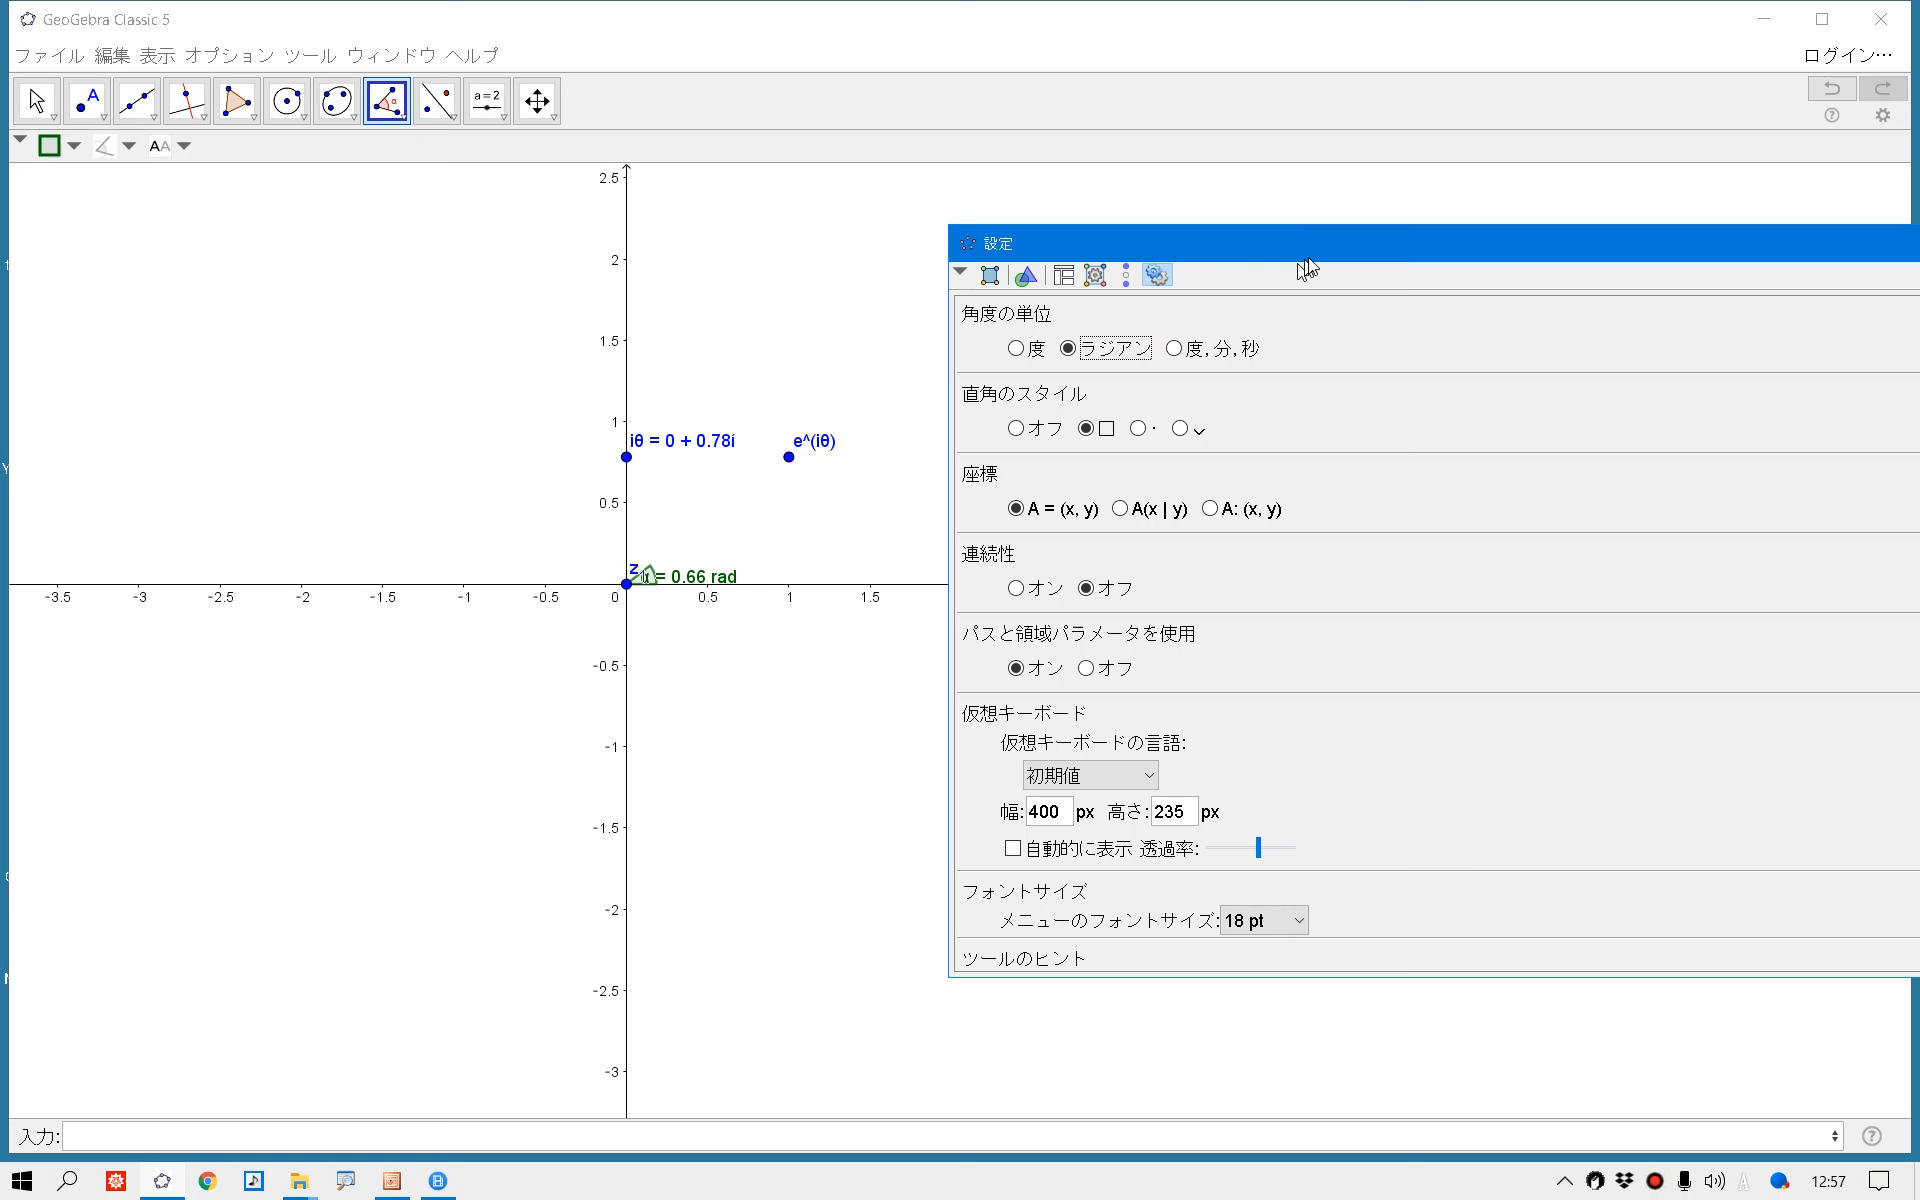 GeoGebra Classic 5
ファイル 編集 表示 オプション ツール ウィンドウ ヘルプ
ログイン…
A
α
a = 2
AA
2.5
2
1.5
1
0.5
-0.5
-1
-1.5
-2
-2.5
-3
iθ = 0 + 0.78í
e^(iθ)
z
= 0.66 rad
-3.5 -3 -2.5 -2 -1.5 -1 -0.5 0 0.5 1 1.5
設定
角度の単位
度 ラジアン 度, 分, 秒
直角のスタイル
オフ
座標
A = (x, y) A(x | y) A: (x, y)
連続性
オン オフ
パスと領域パラメータを使用
オン オフ
仮想キーボード
仮想キーボードの言語:
初期値
幅: 400 px 高さ: 235 px
自動的に表示 透過率:
フォントサイズ
メニューのフォントサイズ: 18 pt
ツールのヒント
入力:
12:57